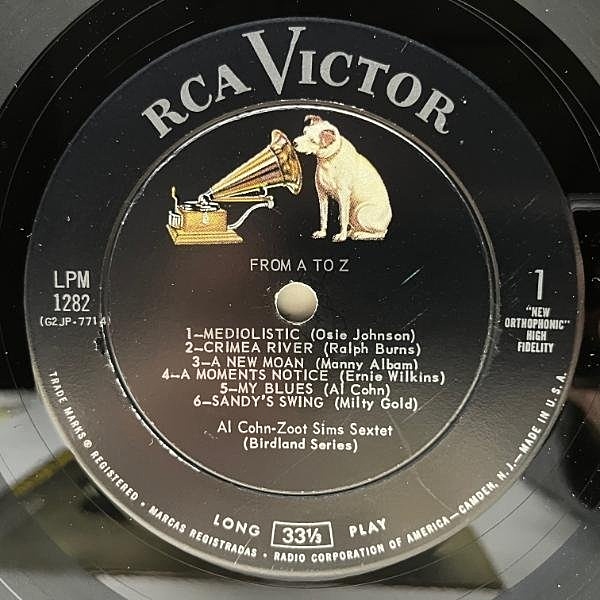 RCA VICTOR
FROM A TO Z
LPM
1282
(G2JP-7714)
1
"NEW
ORTHOPHONIC"
HIGH
FIDELITY
1—MEDIOLISTIC (Osie Johnson)
2—CRIMEA RIVER (Ralph Burns)
3—A NEW MOAN (Manny Albam)
4—A MOMENTS NOTICE (Ernie Wilkins)
5—MY BLUES (Al Cohn)
6—SANDY'S SWING (Milty Gold)
Al Cohn-Zoot Sims Sextet
(Birdland Series)
LONG 33⅓ PLAY
TRADE MARKS ® REGISTERED • MARCAS REGISTRADAS • RADIO CORPORATION OF AMERICA—CAMDEN, N. J.—MADE IN U.S.A.